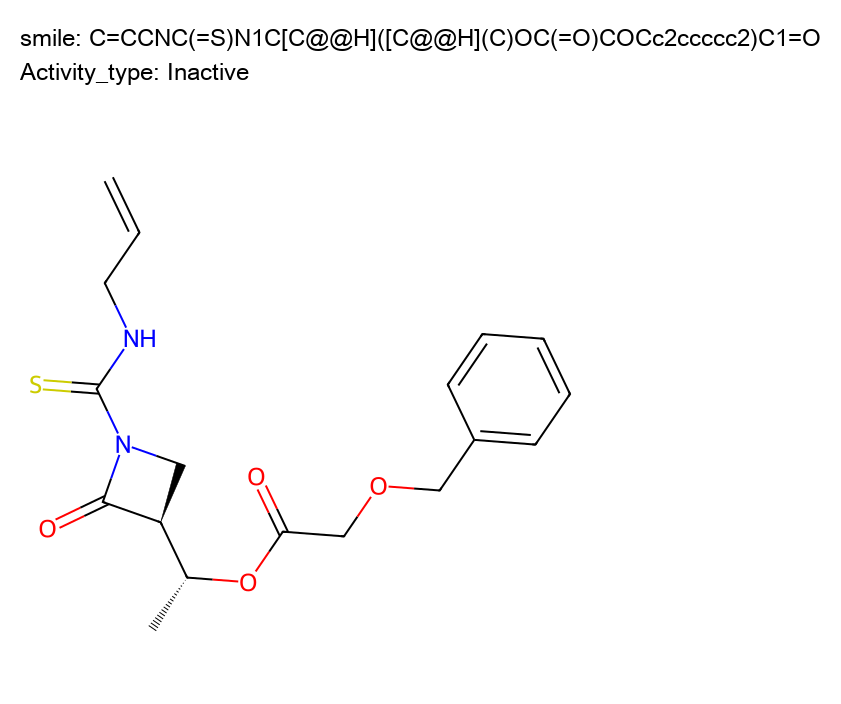 smile: C=CCNC(=S)N1C[C@@H]([C@@H](C)OC(=O)COCc2ccccc2)C1=O
Activity_type: Inactive
NH
S
N
O
O
O
O